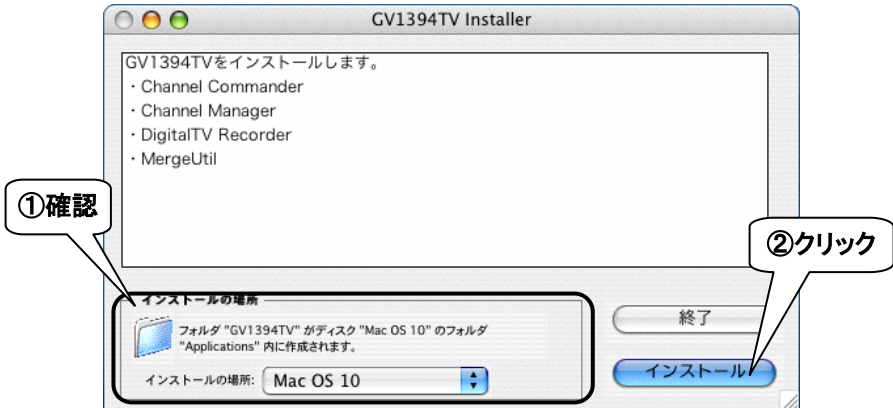 GV1394TV Installer
GV1394TVをインストールします。
・Channel Commander
・Channel Manager
・DigitalTV Recorder
・MergeUtil
①確認
②クリック
インストールの場所
フォルダ "GV1394TV" がディスク "Mac OS 10" のフォルダ
"Applications" 内に作成されます。
インストールの場所: Mac OS 10
終了
インストール